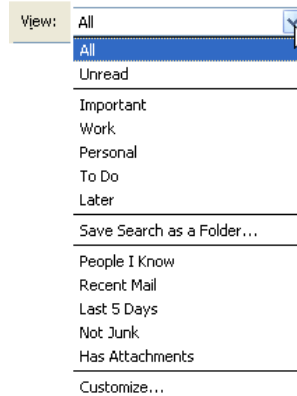 View: All
All
Unread
Important
Work
Personal
To Do
Later
Save Search as a Folder...
People I Know
Recent Mail
Last 5 Days
Not Junk
Has Attachments
Customize...